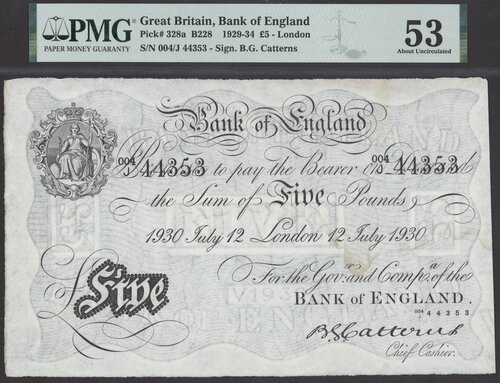 PMG
PAPER MONEY GUARANTY
Great Britain, Bank of England
Pick# 328a B228 1929-34 £5 - London
S/N 004/J 44353 - Sign. B.G. Catterns
53
About Uncirculated
Bank of England
004/J 44353 004/J 44353
Promise to pay the Bearer on Demand
the Sum of Five Pounds
1930 July 12 London 12 July 1930
For the Gov.r and Comp.a of the
BANK OF ENGLAND.
Five
004 44353
B G Catterns
Chief Cashier.